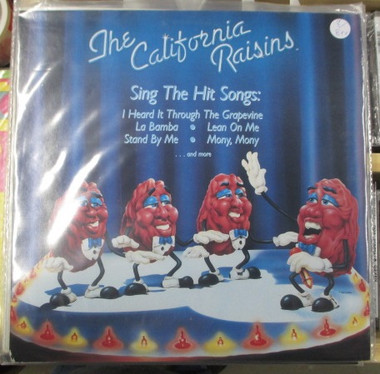 The California
Raisins™
Sing The Hit Songs:
I Heard It Through The Grapevine
La Bamba • Lean On Me
Stand By Me • Mony, Mony
. . . and more